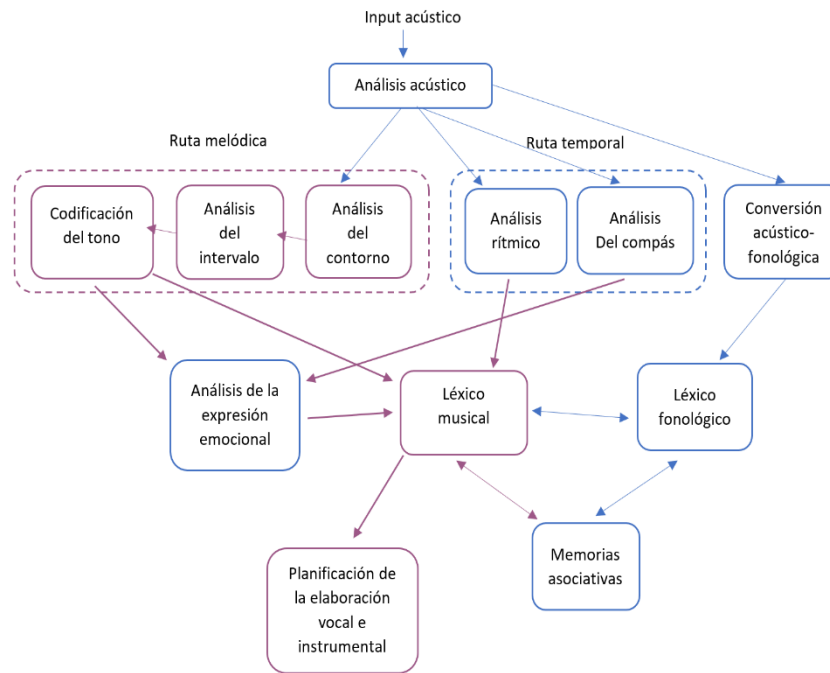 Input acústico
Análisis acústico
Ruta melódica
Ruta temporal
Codificación
del tono
Análisis
del
intervalo
Análisis
del
contorno
Análisis
rítmico
Análisis
Del compás
Conversión
acústico-
fonológica
Análisis de la
expresión
emocional
Léxico
musical
Léxico
fonológico
Planificación de
la elaboración
vocal e
instrumental
Memorias
asociativas